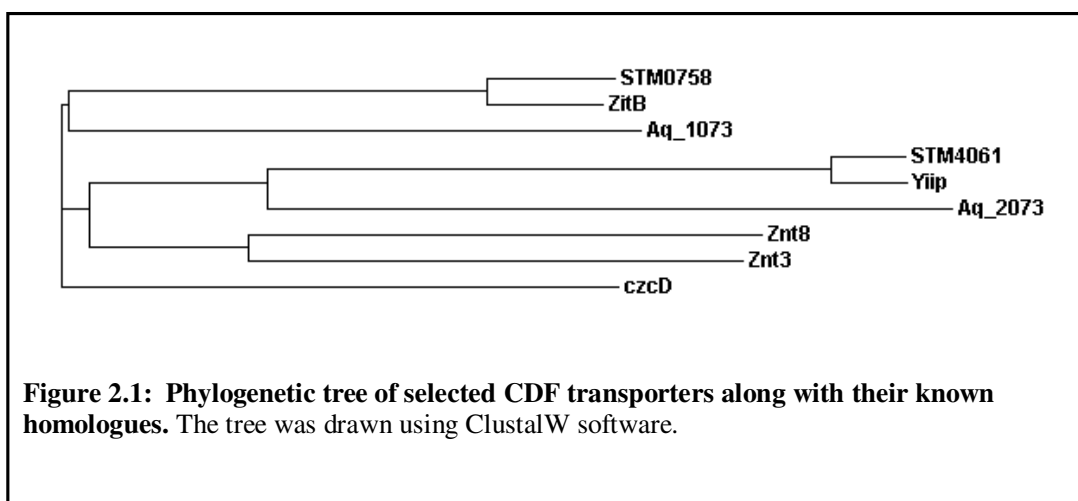 STM0758
ZitB
Aq_1073
STM4061
Yiip
Aq_2073
Znt8
Znt3
czcD
Figure 2.1: Phylogenetic tree of selected CDF transporters along with their known
homologues. The tree was drawn using ClustalW software.